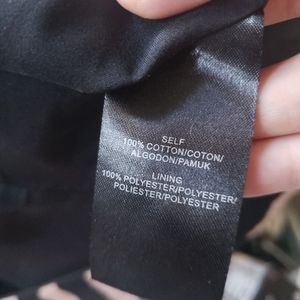 SELF
100% COTTON/COTON/
ALGODON/PAMUK
LINING
100% POLYESTER/POLYESTER/
POLIESTER/POLYESTER